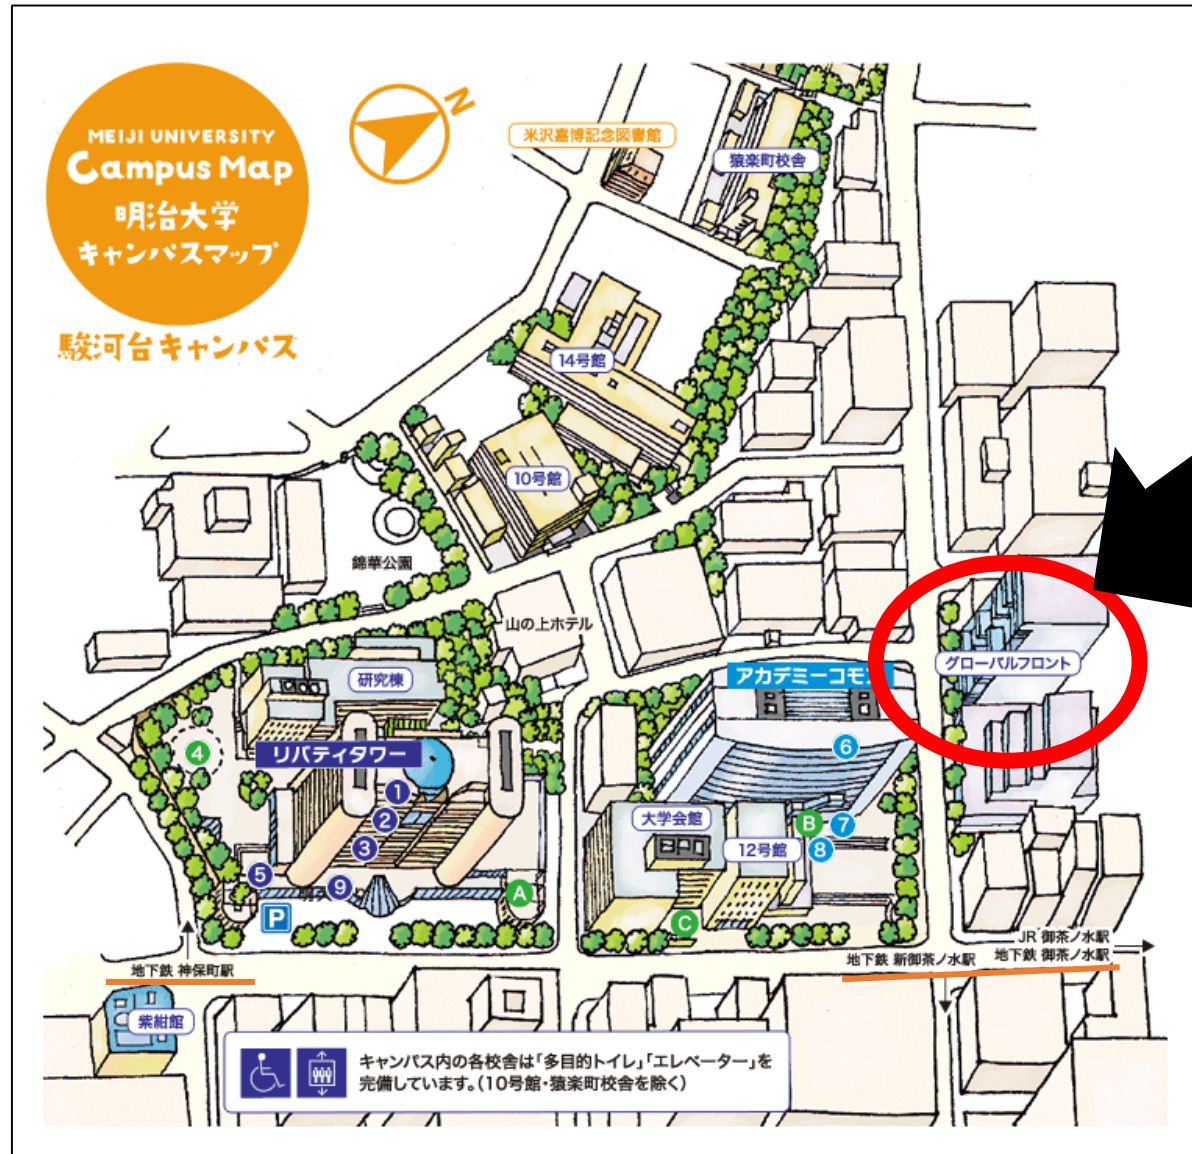 MEIJI UNIVERSITY
Campus Map
明治大学
キャンパスマップ
駿河台キャンパス
N
米沢嘉博記念図書館
猿楽町校舎
14号館
10号館
錦華公園
山の上ホテル
研究棟
アカデミーコモン
グローバルフロント
リバティタワー
4
6
1
2
3
大学会館
12号館
B
7
8
5
9
A
P
C
JR 御茶ノ水駅
地下鉄 新御茶ノ水駅
地下鉄 御茶ノ水駅
地下鉄 神保町駅
紫紺館
キャンパス内の各校舎は「多目的トイレ」「エレベーター」を
完備しています。(10号館・猿楽町校舎を除く)